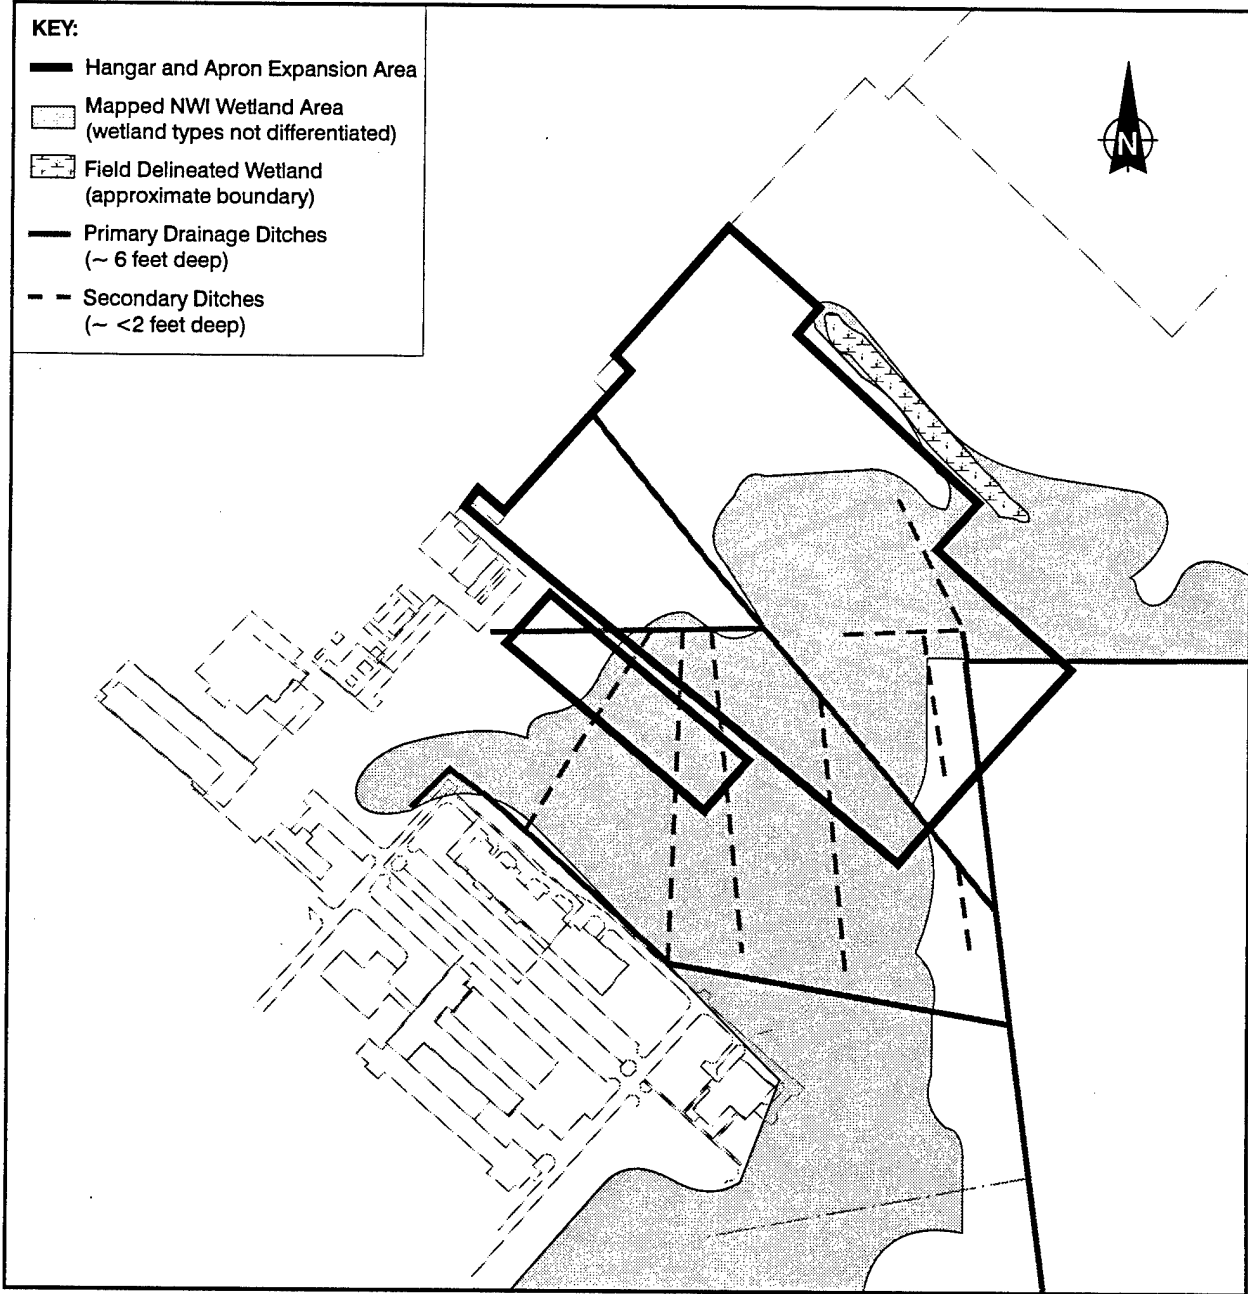 KEY:
Hangar and Apron Expansion Area
Mapped NWI Wetland Area
(wetland types not differentiated)
Field Delineated Wetland
(approximate boundary)
Primary Drainage Ditches
(~ 6 feet deep)
Secondary Ditches
(~ <2 feet deep)
N